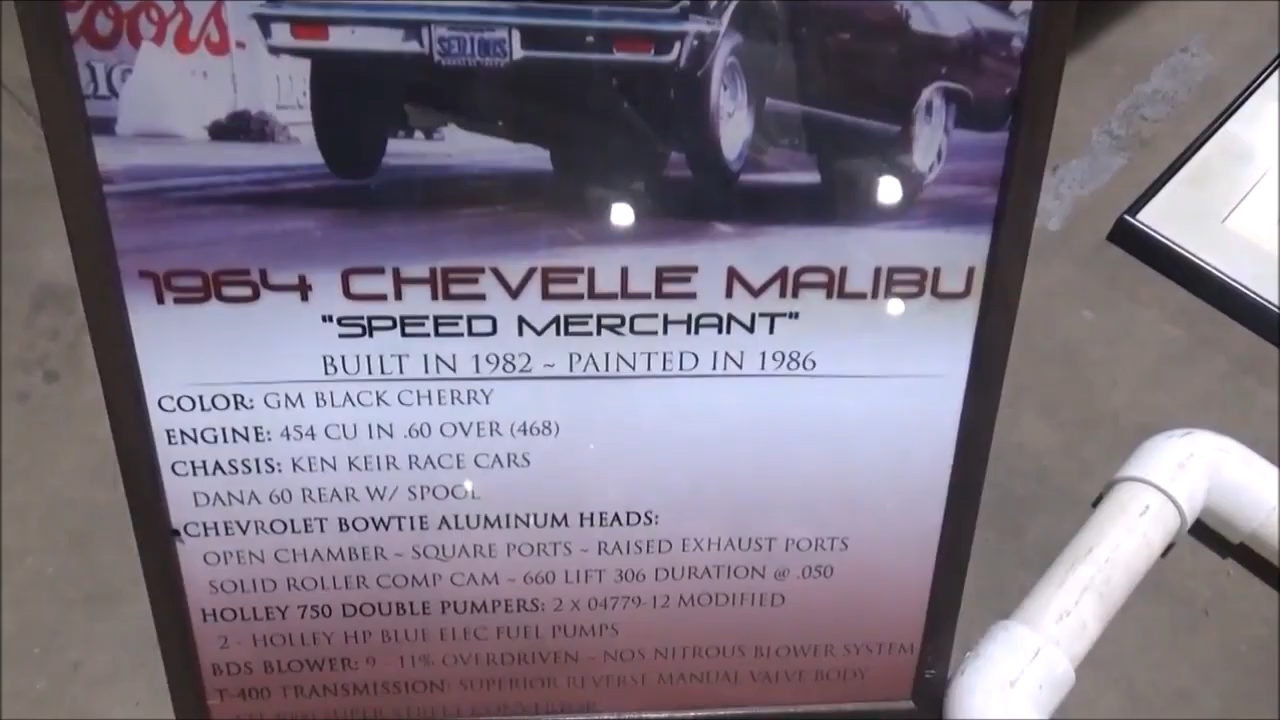 Coors.
SERIOUS
1964 CHEVELLE MALIBU
"SPEED MERCHANT"
BUILT IN 1982 ~ PAINTED IN 1986
COLOR: GM BLACK CHERRY
ENGINE: 454 CU IN .60 OVER (468)
CHASSIS: KEN KEIR RACE CARS
DANA 60 REAR W/ SPOOL
CHEVROLET BOWTIE ALUMINUM HEADS:
OPEN CHAMBER ~ SQUARE PORTS ~ RAISED EXHAUST PORTS
SOLID ROLLER COMP CAM ~ 660 LIFT 306 DURATION @ .050
HOLLEY 750 DOUBLE PUMPERS: 2 X 04779-12 MODIFIED
2 - HOLLEY HP BLUE ELEC FUEL PUMPS
BDS BLOWER: 9 - 11% OVERDRIVEN ~ NOS NITROUS BLOWER SYSTEM
T-400 TRANSMISSION: SUPERIOR REVERSE MANUAL VALVE BODY